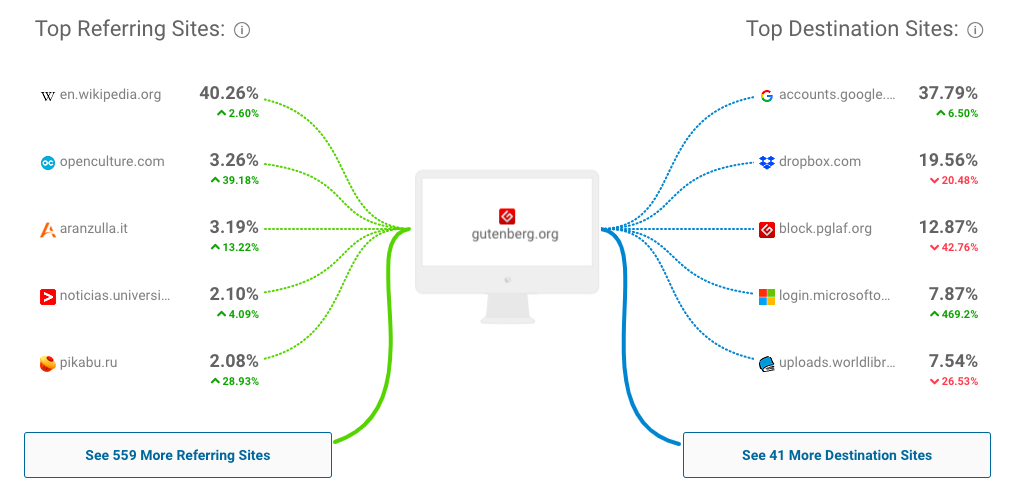 Top Referring Sites:
en.wikipedia.org 40.26%
2.60%
openculture.com 3.26%
39.18%
aranzulla.it 3.19%
13.22%
noticias.universi... 2.10%
4.09%
pikabu.ru 2.08%
28.93%
See 559 More Referring Sites
gutenberg.org
Top Destination Sites:
accounts.google.... 37.79%
6.50%
dropbox.com 19.56%
20.48%
block.pglaf.org 12.87%
42.76%
login.microsofto... 7.87%
469.2%
uploads.worldlibr... 7.54%
26.53%
See 41 More Destination Sites